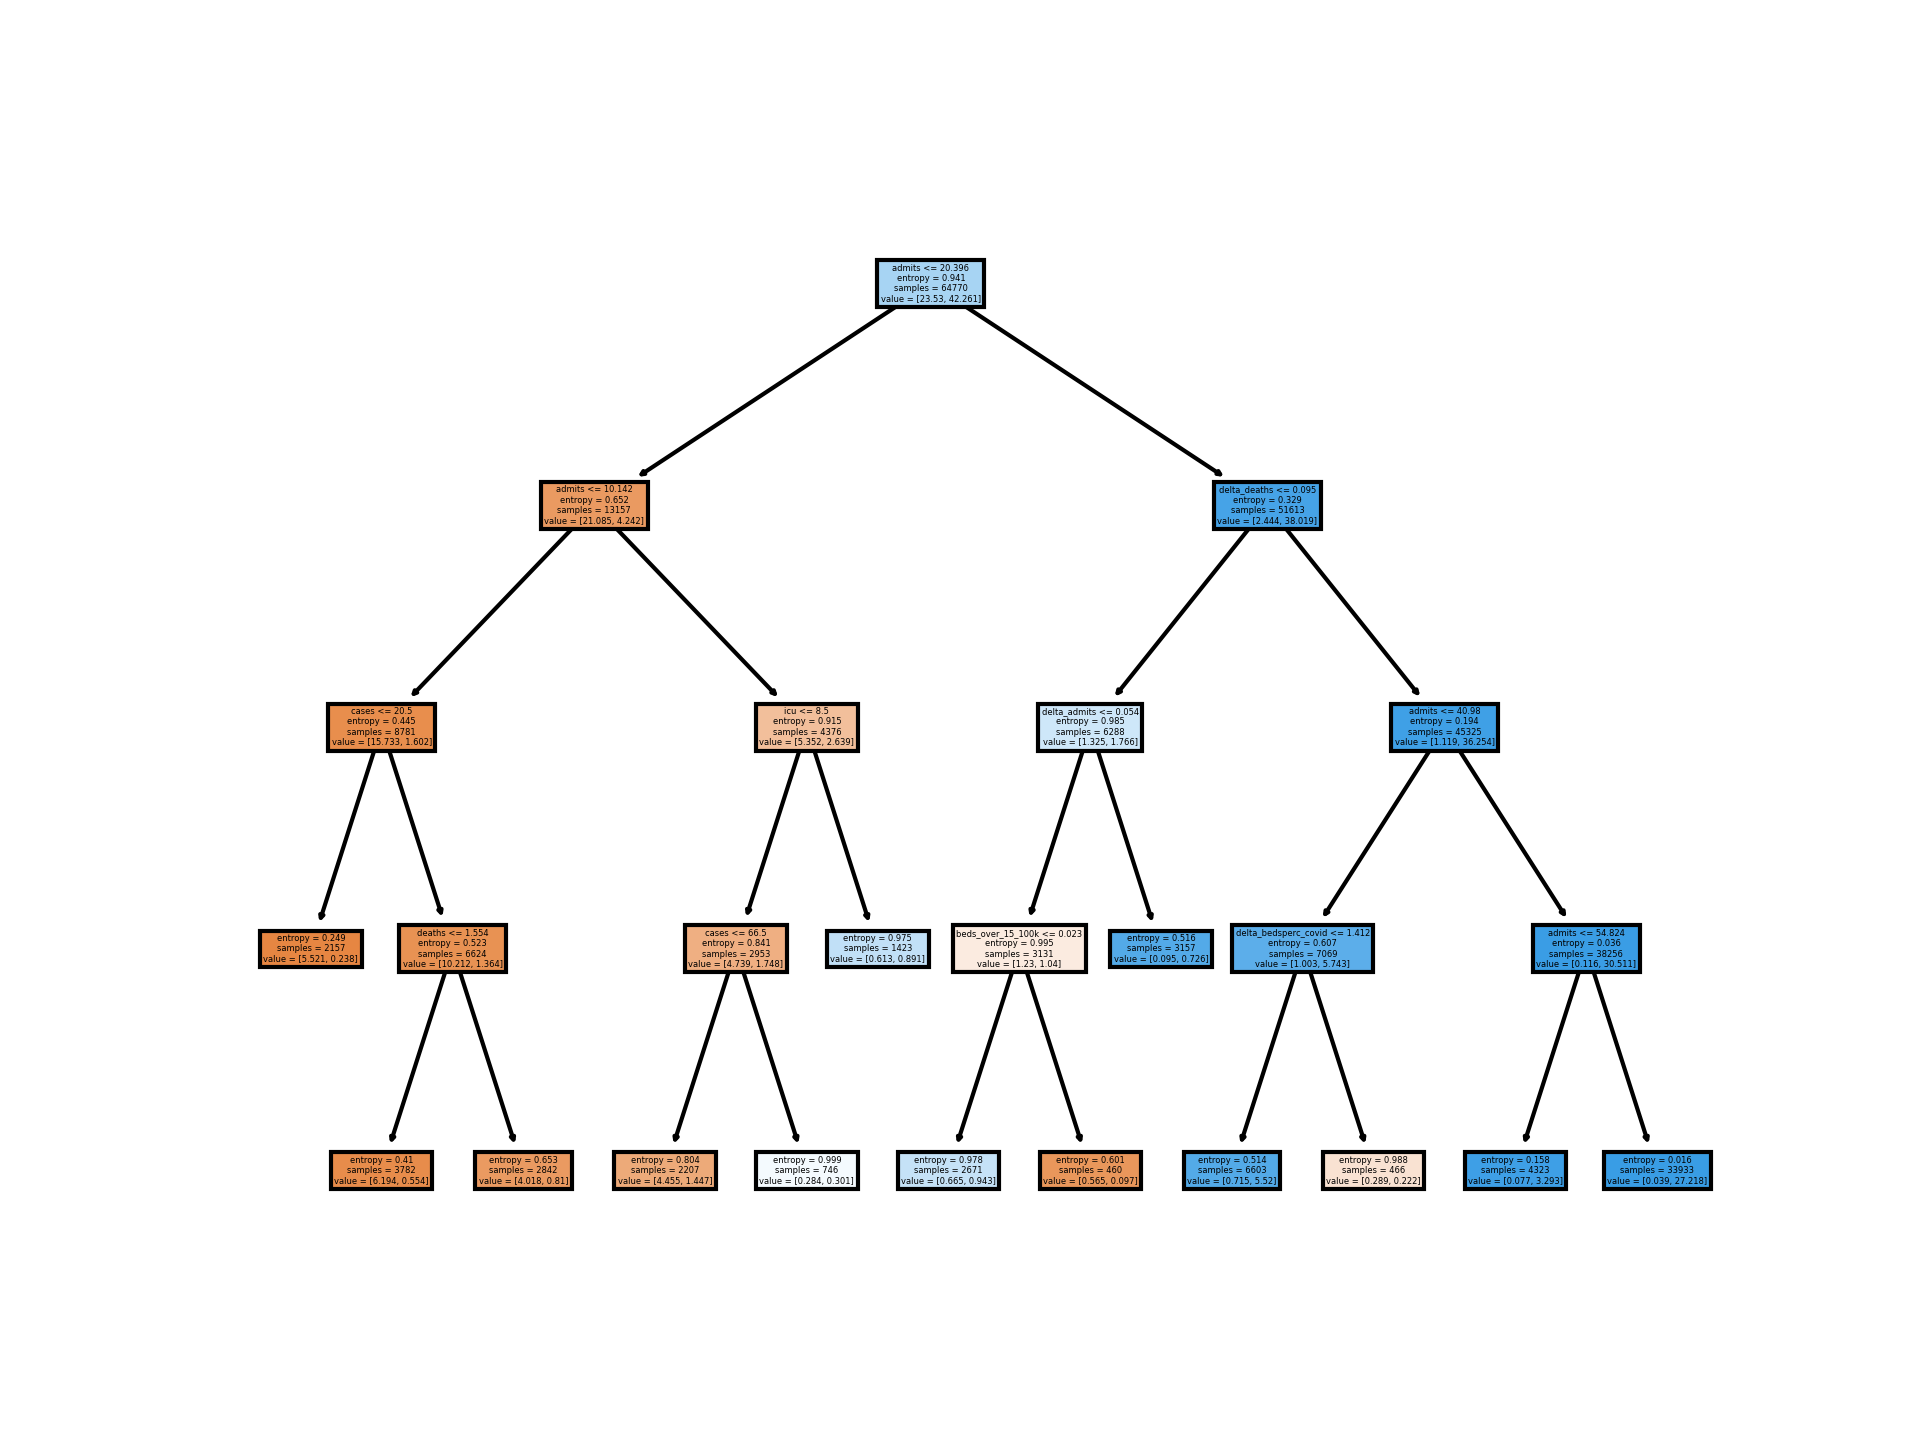 admits <= 20.396
entropy = 0.941
samples = 64770
value = [23.53, 42.261]
admits <= 10.142
entropy = 0.652
samples = 13157
value = [21.085, 4.242]
delta_deaths <= 0.095
entropy = 0.329
samples = 51613
value = [2.444, 38.019]
cases <= 20.5
entropy = 0.445
samples = 8781
value = [15.733, 1.602]
icu <= 8.5
entropy = 0.915
samples = 4376
value = [5.352, 2.639]
delta_admits <= 0.054
entropy = 0.985
samples = 6288
value = [1.325, 1.766]
admits <= 40.98
entropy = 0.194
samples = 45325
value = [1.119, 36.254]
entropy = 0.249
samples = 2157
value = [5.521, 0.238]
deaths <= 1.554
entropy = 0.523
samples = 6624
value = [10.212, 1.364]
cases <= 66.5
entropy = 0.841
samples = 2953
value = [4.739, 1.748]
entropy = 0.975
samples = 1423
value = [0.613, 0.891]
beds_over_15_100k <= 0.023
entropy = 0.995
samples = 3131
value = [1.23, 1.04]
entropy = 0.516
samples = 3157
value = [0.095, 0.726]
delta_bedsperc_covid <= 1.412
entropy = 0.607
samples = 7069
value = [1.003, 5.743]
admits <= 54.824
entropy = 0.036
samples = 38256
value = [0.116, 30.511]
entropy = 0.41
samples = 3782
value = [6.194, 0.554]
entropy = 0.653
samples = 2842
value = [4.018, 0.81]
entropy = 0.804
samples = 2207
value = [4.455, 1.447]
entropy = 0.999
samples = 746
value = [0.284, 0.301]
entropy = 0.978
samples = 2671
value = [0.665, 0.943]
entropy = 0.601
samples = 460
value = [0.565, 0.097]
entropy = 0.514
samples = 6603
value = [0.715, 5.52]
entropy = 0.988
samples = 466
value = [0.289, 0.222]
entropy = 0.158
samples = 4323
value = [0.077, 3.293]
entropy = 0.016
samples = 33933
value = [0.039, 27.218]